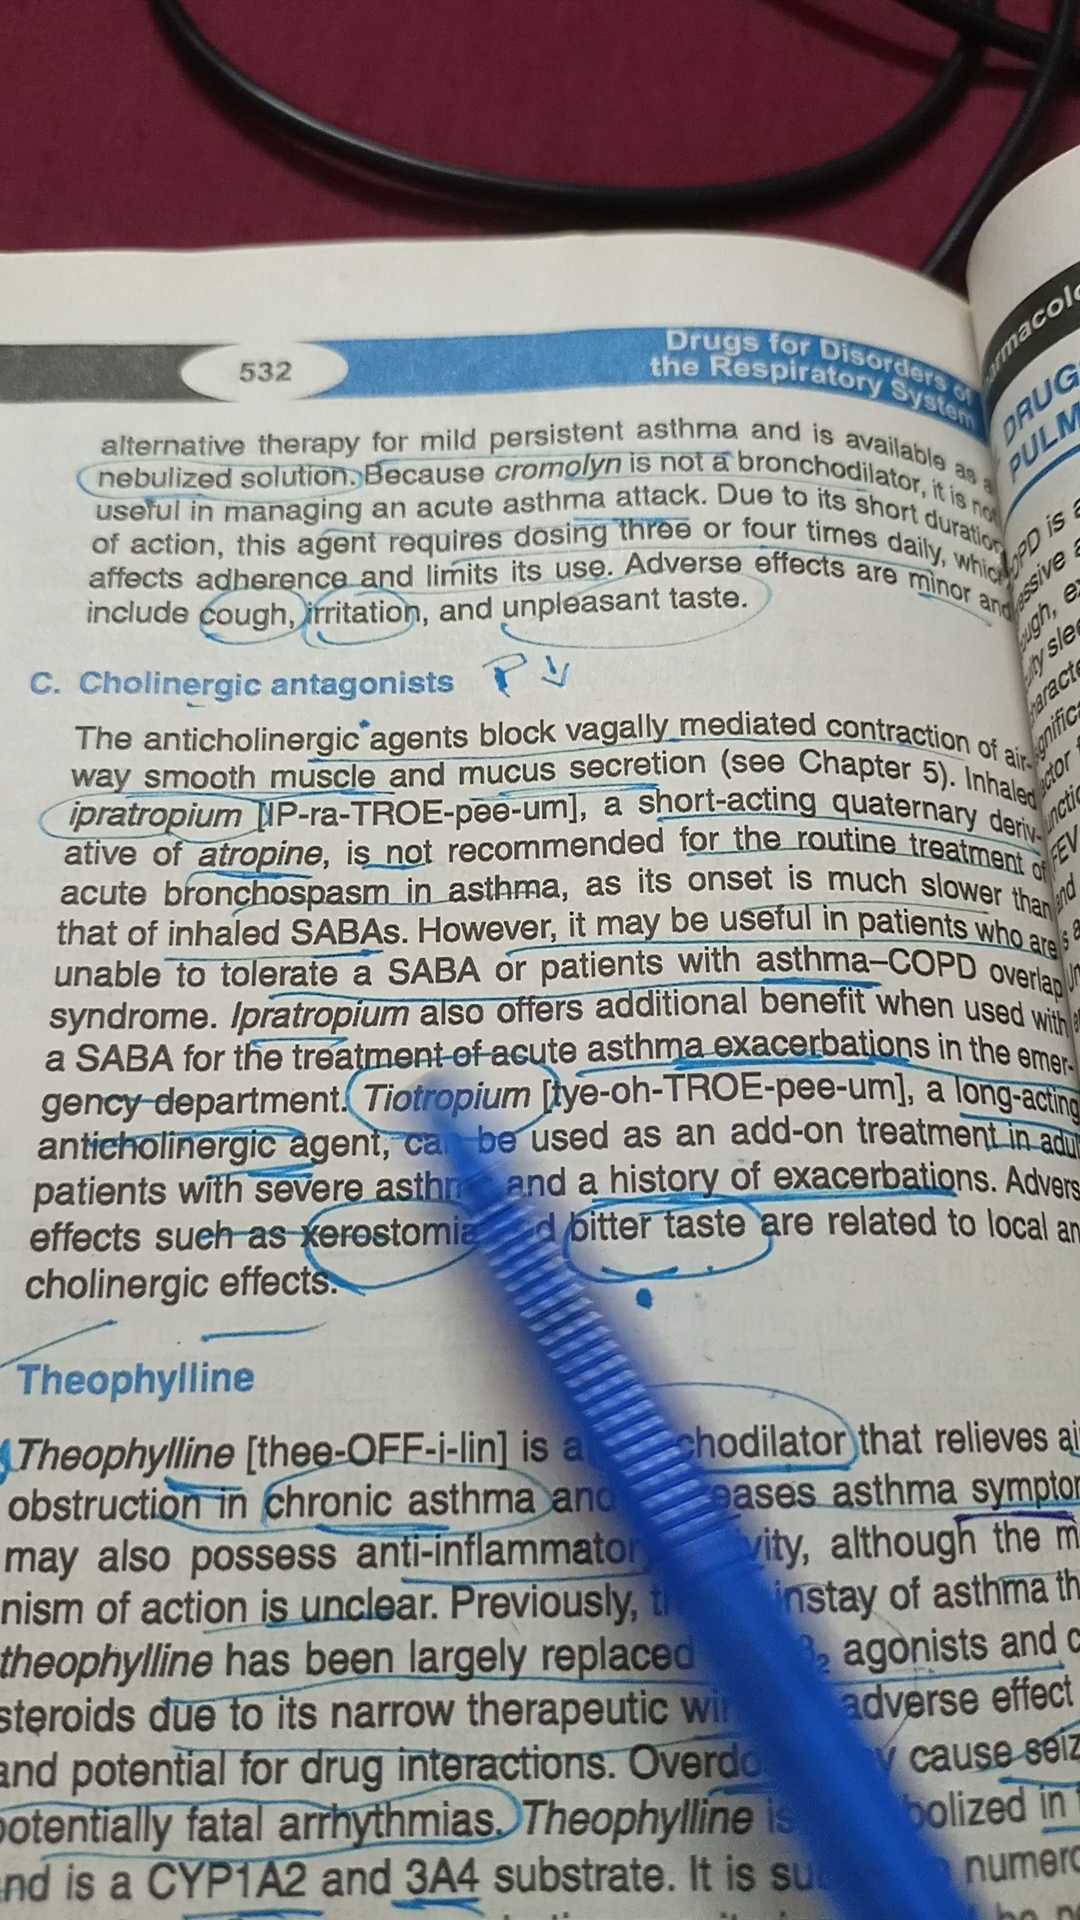 532
Drugs for Disorders of
the Respiratory System
alternative therapy for mild persistent asthma and is available as a
nebulized solution. Because cromolyn is not a bronchodilator, it is not
useful in managing an acute asthma attack. Due to its short duration
of action, this agent requires dosing three or four times daily, which
affects adherence and limits its use. Adverse effects are minor and
include cough, irritation, and unpleasant taste.
C. Cholinergic antagonists
The anticholinergic agents block vagally mediated contraction of air-
way smooth muscle and mucus secretion (see Chapter 5). Inhaled
ipratropium [IP-ra-TROE-pee-um], a short-acting quaternary deriv-
ative of atropine, is not recommended for the routine treatment of
acute bronchospasm in asthma, as its onset is much slower than
that of inhaled SABAs. However, it may be useful in patients who are
unable to tolerate a SABA or patients with asthma–COPD overlap
syndrome. Ipratropium also offers additional benefit when used with
a SABA for the treatment of acute asthma exacerbations in the emer-
gency department. Tiotropium [tye-oh-TROE-pee-um], a long-acting
anticholinergic agent, can be used as an add-on treatment in adul
patients with severe asthm and a history of exacerbations. Advers
effects such as xerostomia d bitter taste are related to local an
cholinergic effects.
Theophylline
Theophylline [thee-OFF-i-lin] is a chodilator that relieves ai
obstruction in chronic asthma and eases asthma symptom
may also possess anti-inflammator vity, although the m
nism of action is unclear. Previously, instay of asthma th
theophylline has been largely replaced agonists and c
steroids due to its narrow therapeutic wi adverse effect
and potential for drug interactions. Overdo y cause seiz
potentially fatal arrhythmias. Theophylline is bolized in
nd is a CYP1A2 and 3A4 substrate. It is su numero
macolo
DRUG
PULM